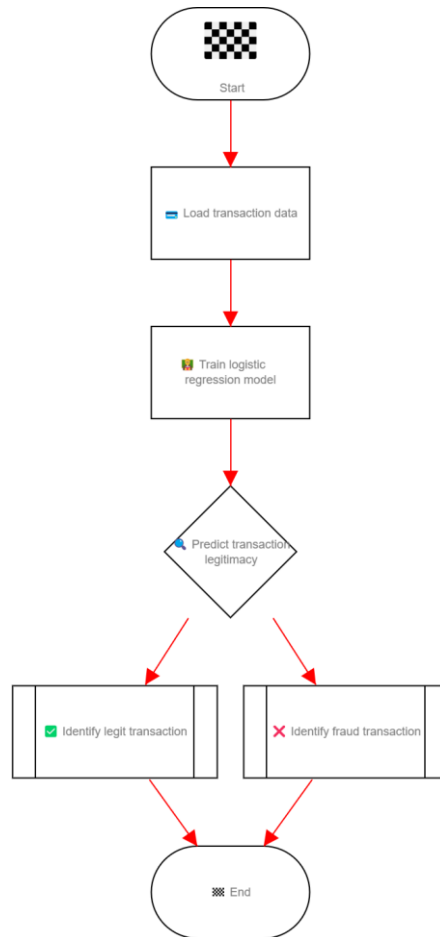 Start
Load transaction data
Train logistic
regression model
Predict transaction
legitimacy
Identify legit transaction
Identify fraud transaction
End